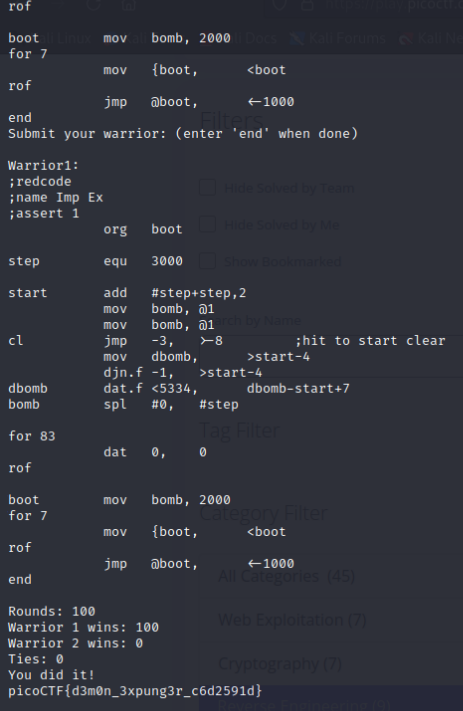 rof
boot mov bomb, 2000
for 7
mov {boot, <boot
rof
jmp @boot, <-1000
end
Submit your warrior: (enter 'end' when done)
Warrior1:
;redcode
;name Imp Ex
;assert 1
org boot
step equ 3000
start add #step+step,2
mov bomb, @1
mov bomb, @1
cl jmp -3, >-8 ;hit to start clear
mov dbomb, >start-4
djn.f -1, >start-4
dbomb dat.f <5334, dbomb-start+7
bomb spl #0, #step
for 83
dat 0, 0
rof
boot mov bomb, 2000
for 7
mov {boot, <boot
rof
jmp @boot, <-1000
end
Rounds: 100
Warrior 1 wins: 100
Warrior 2 wins: 0
Ties: 0
You did it!
picoCTF{d3m0n_3xpung3r_c6d2591d}
Kali Docs
Kali Forums
Filters
Hide Solved by Team
Hide Solved by Me
Show Bookmarked
by Name
Tag Filter
Category Filter
All Categories (45)
Web Exploitation (7)
Cryptography (7)